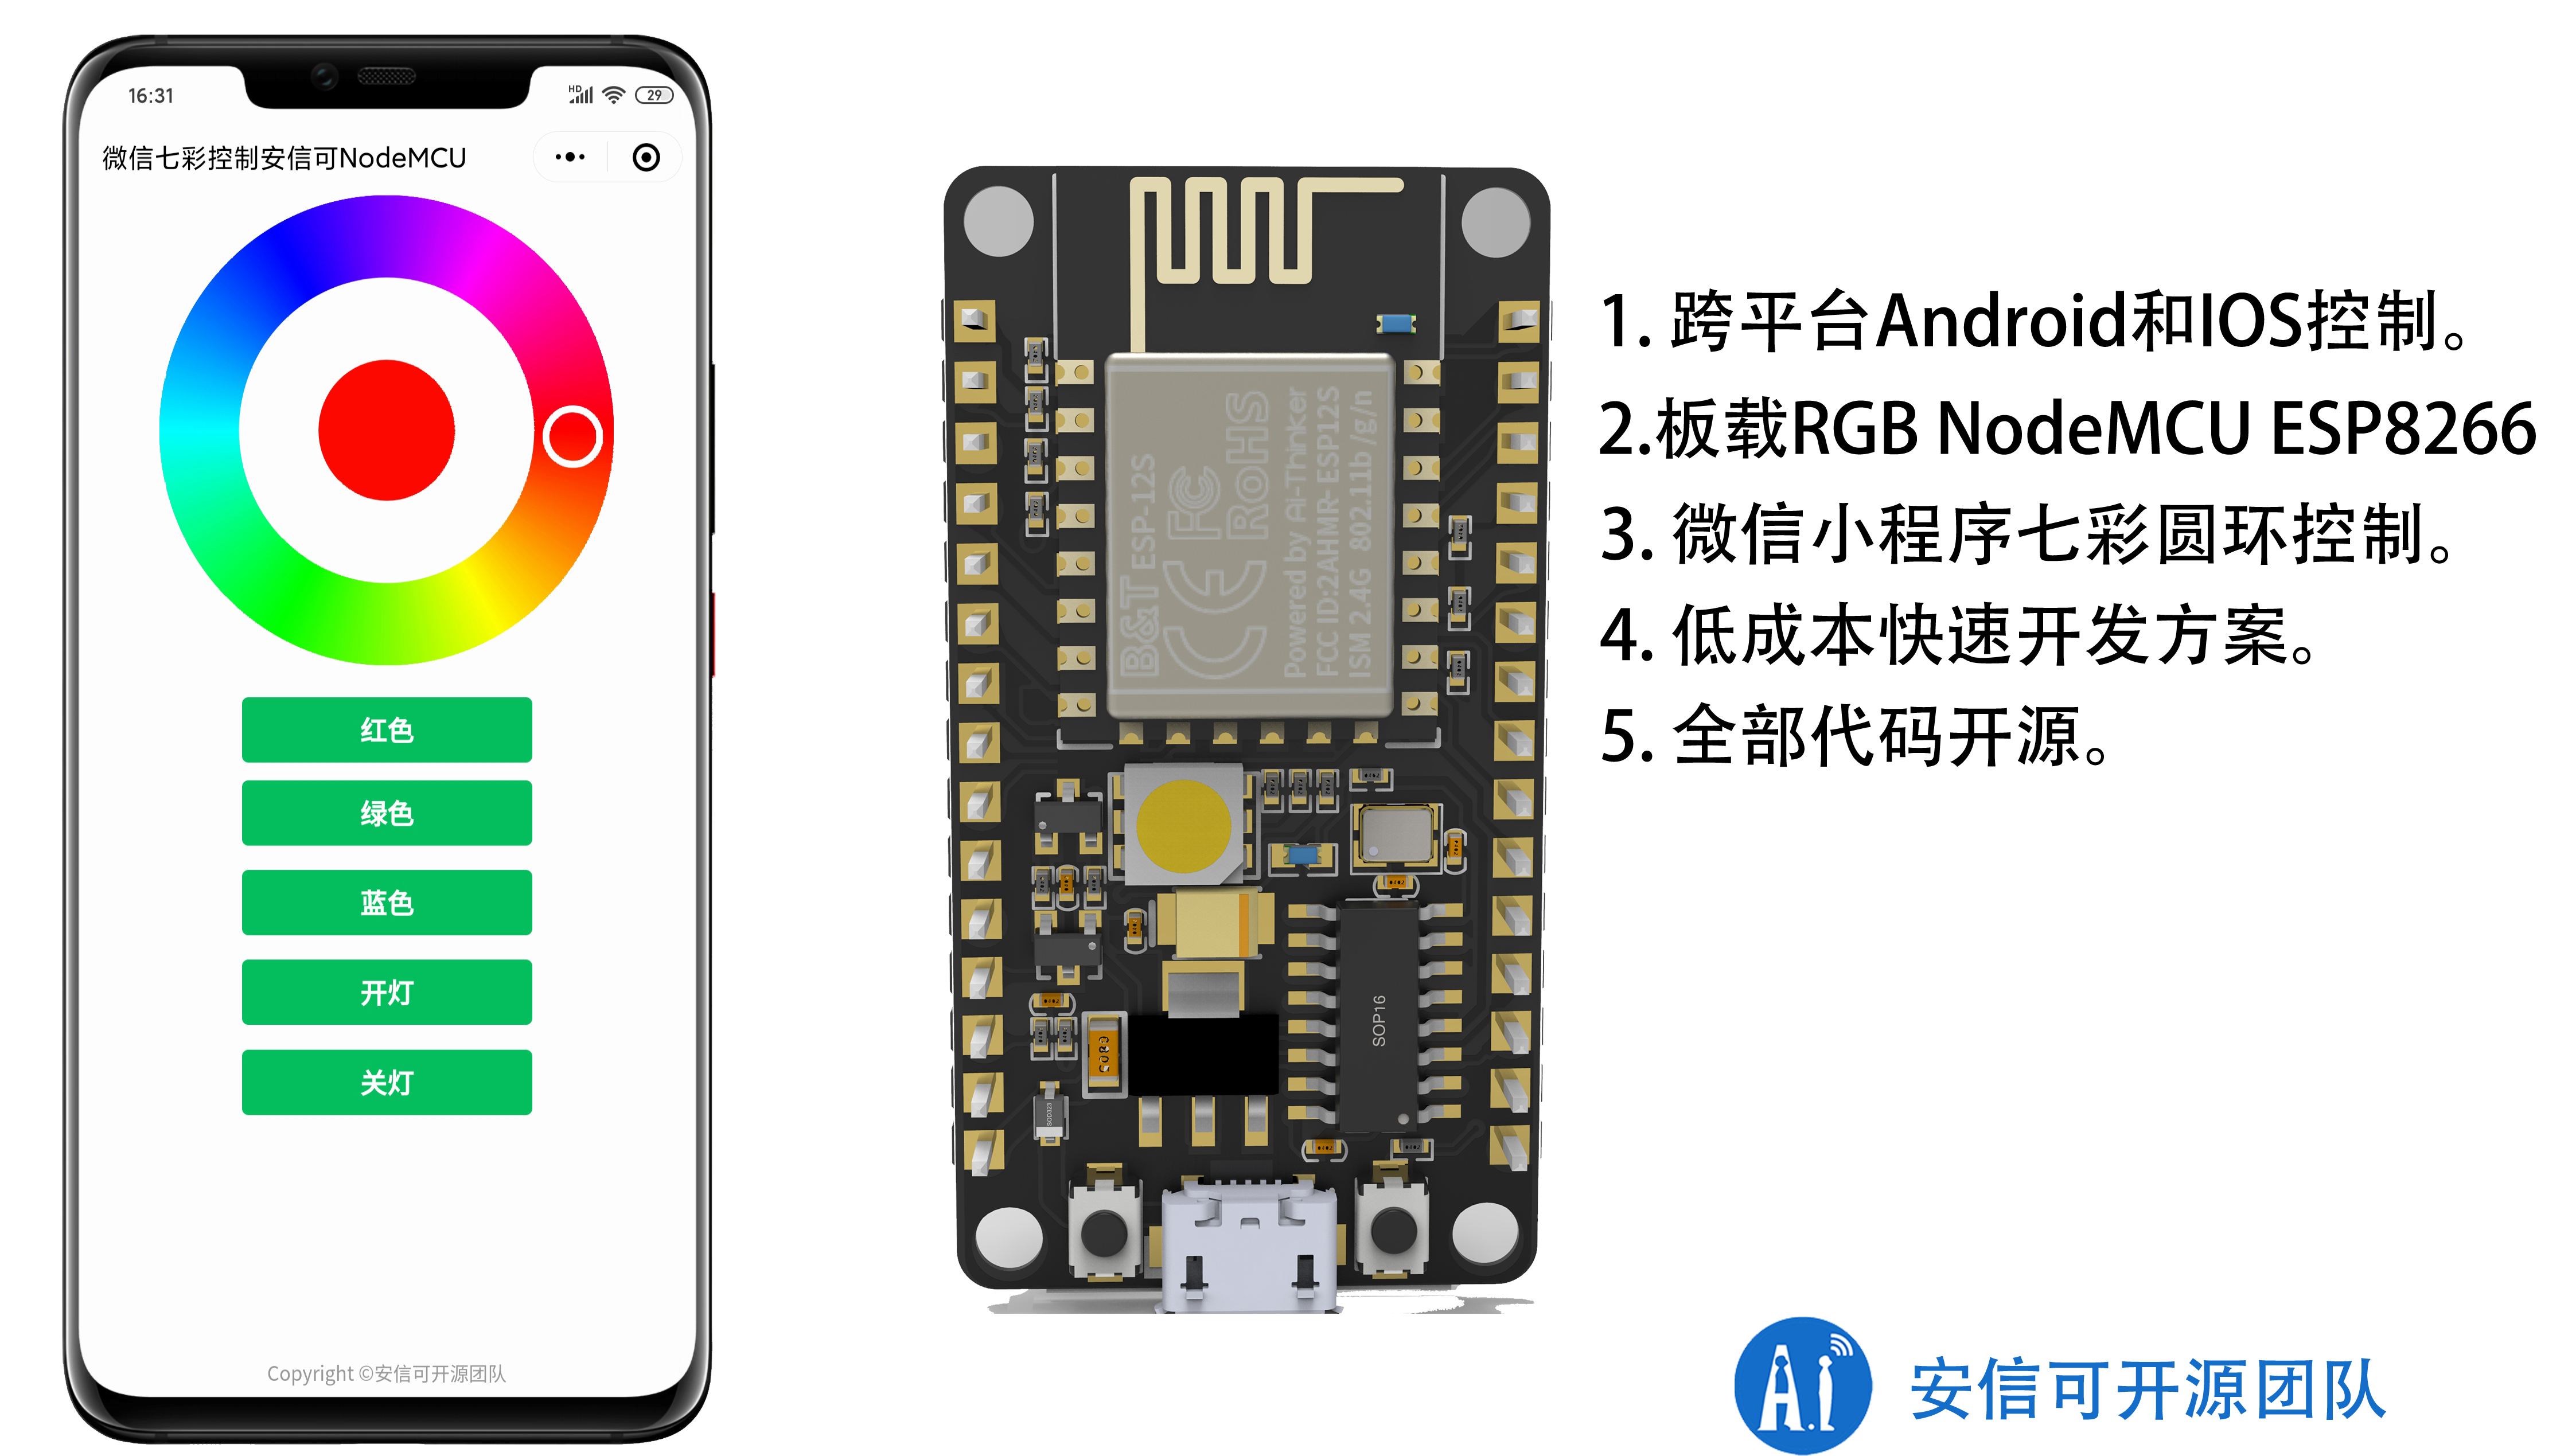 16:31
HD
29
微信七彩控制安信可NodeMCU
红色
绿色
蓝色
开灯
关灯
Copyright ©安信可开源团队
B&T ESP-12S
FC
CE
RoHS
Powered by Ai-Thinker
FCC ID:2AHMR- ESP12S
ISM 2.4G 802.11b /g/n
SOP16
SOD323
1. 跨平台Android和IOS控制。
2.板载RGB NodeMCU ESP8266
3. 微信小程序七彩圆环控制。
4. 低成本快速开发方案。
5. 全部代码开源。
A.i
安信可开源团队